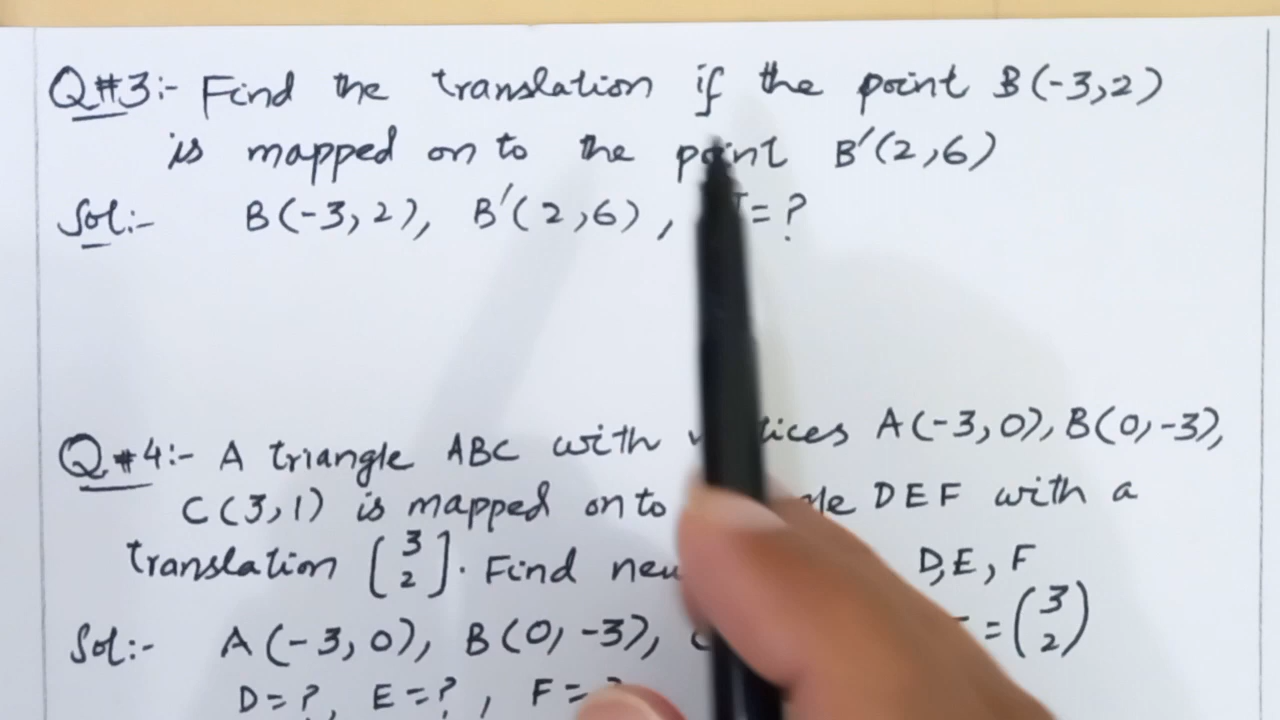 Q#3:- Find the translation if the point B(-3,2)
is mapped on to the point B'(2,6)
Sol:- B(-3,2), B'(2,6), T=?
Q#4:- A triangle ABC with vertices A(-3,0), B(0,-3),
C(3,1) is mapped on to DEF with a
translation [3 2]. Find new D,E,F
Sol:- A(-3,0), B(0,-3), = (3 2)
D=?, E=?, F=?